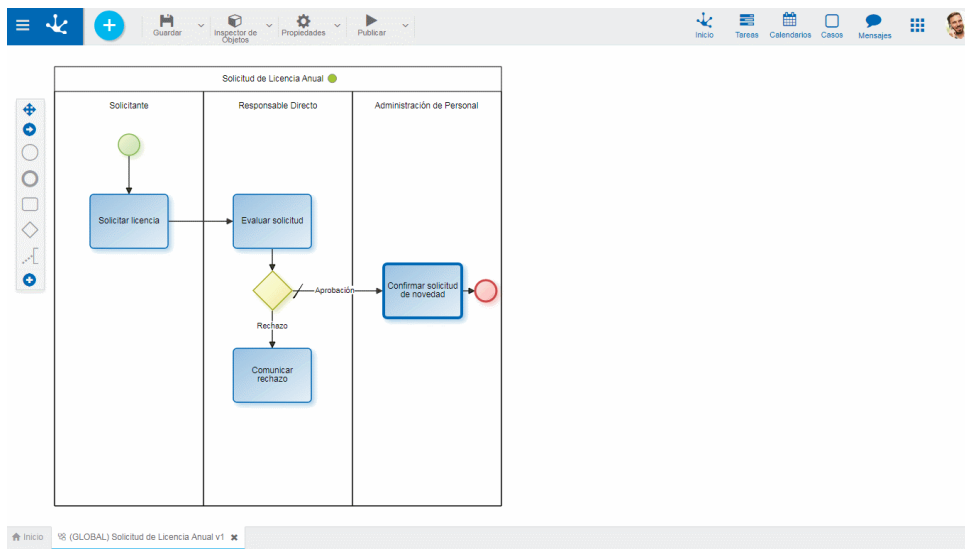 Guardar
Inspector de
Objetos
Propiedades
Publicar
Inicio
Tareas
Calendarios
Casos
Mensajes
Solicitud de Licencia Anual
Solicitante
Responsable Directo
Administración de Personal
Solicitar licencia
Evaluar solicitud
Aprobación
Confirmar solicitud
de novedad
Rechazo
Comunicar
rechazo
Inicio
(GLOBAL) Solicitud de Licencia Anual v1